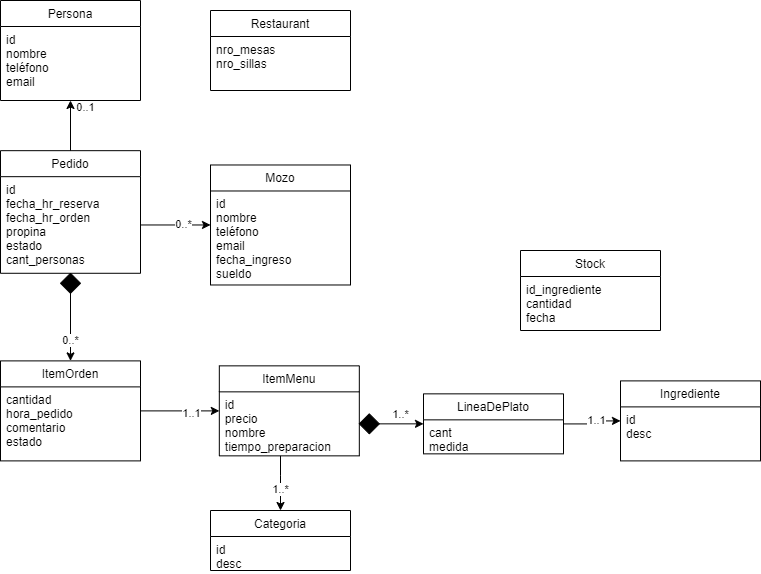 Persona
id
nombre
teléfono
email
Restaurant
nro_mesas
nro_sillas
0..1
Pedido
id
fecha_hr_reserva
fecha_hr_orden
propina
estado
cant_personas
0..*
Mozo
id
nombre
teléfono
email
fecha_ingreso
sueldo
Stock
id_ingrediente
cantidad
fecha
0..*
ItemOrden
cantidad
hora_pedido
comentario
estado
1..1
ItemMenu
id
precio
nombre
tiempo_preparacion
1..*
LineaDePlato
cant
medida
1..1
Ingrediente
id
desc
1..*
Categoria
id
desc